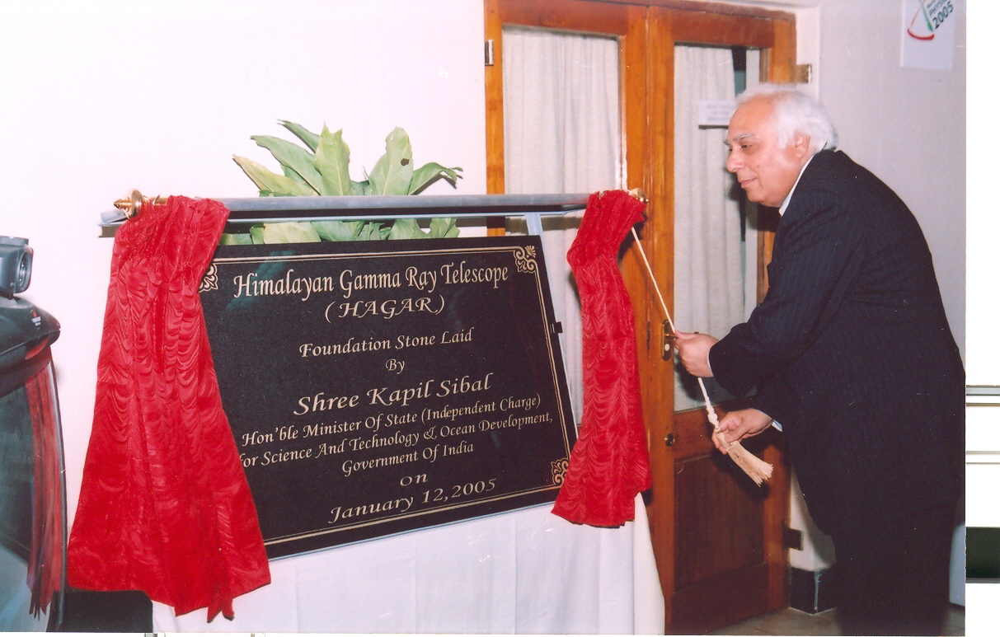 Himalayan Gamma Ray Telescope
(HAGAR)
Foundation Stone Laid
By
Shree Kapil Sibal
Hon'ble Minister Of State (Independent Charge)
for Science And Technology & Ocean Development,
Government Of India
on
January 12,2005
2005